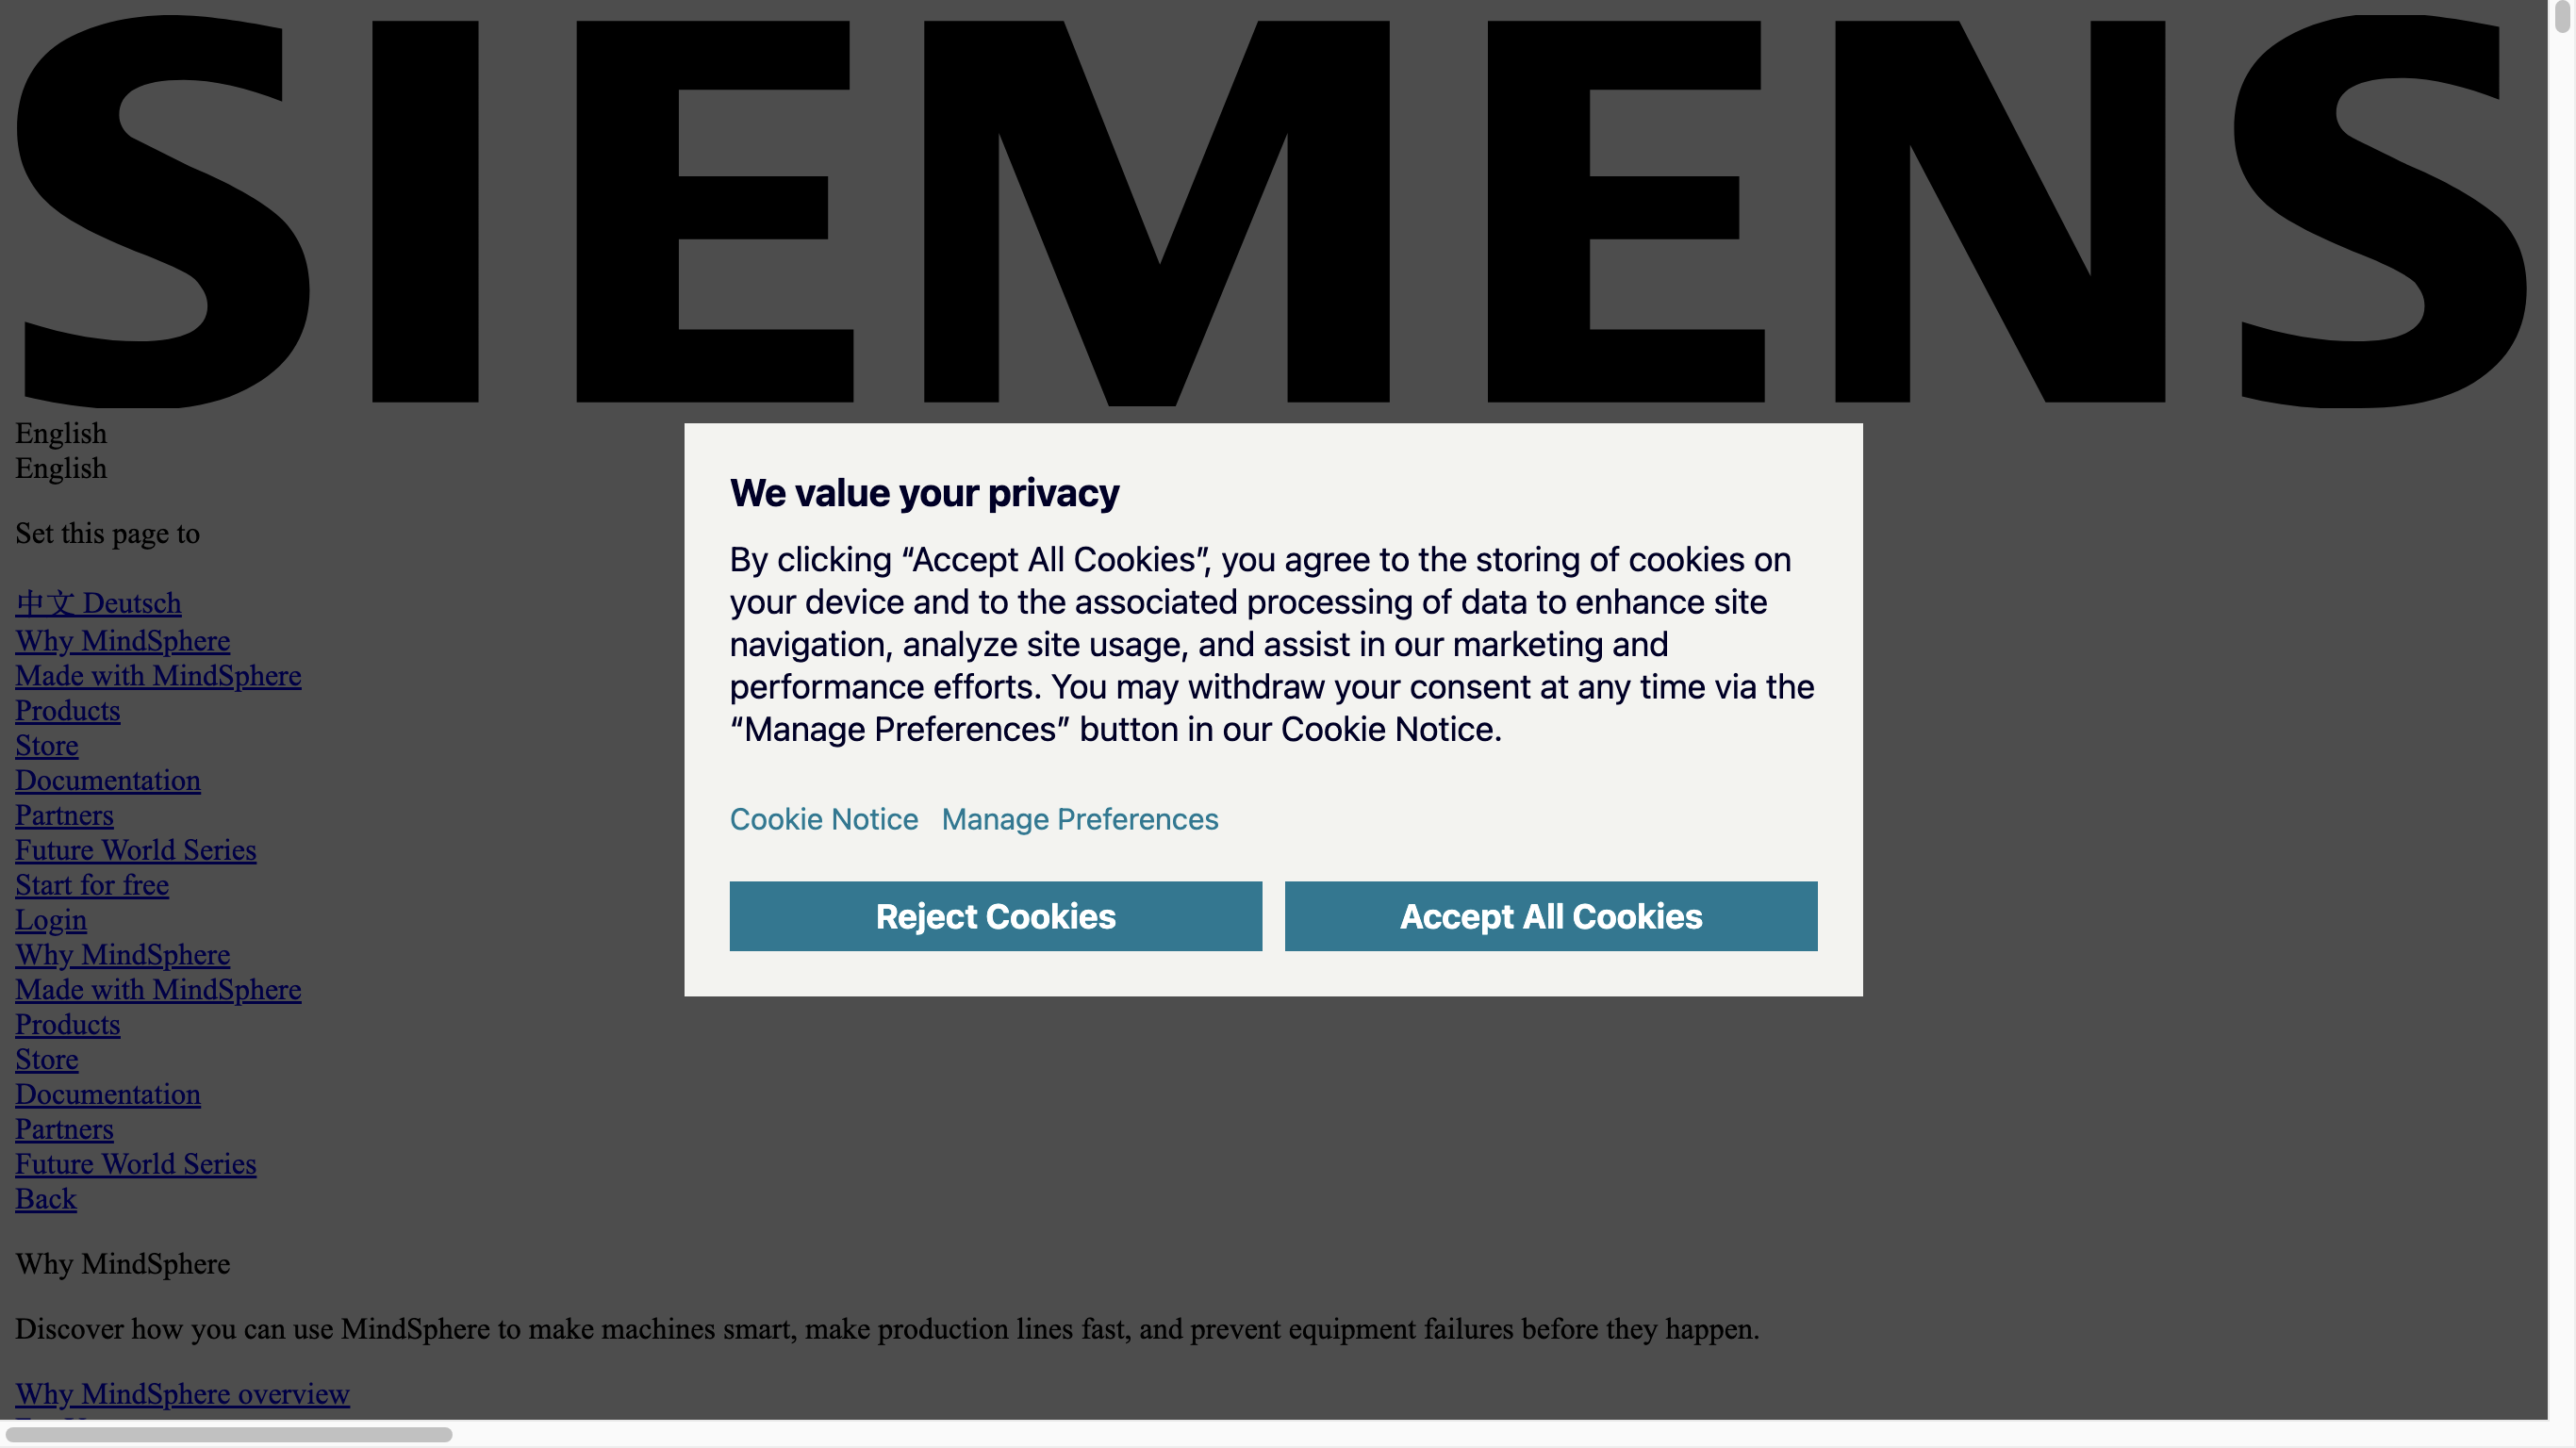 SIEMENS
English
English
Set this page to
中文 Deutsch
Why MindSphere
Made with MindSphere
Products
Store
Documentation
Partners
Future World Series
Start for free
Login
Why MindSphere
Made with MindSphere
Products
Store
Documentation
Partners
Future World Series
Back
Why MindSphere
Discover how you can use MindSphere to make machines smart, make production lines fast, and prevent equipment failures before they happen.
Why MindSphere overview
We value your privacy
By clicking “Accept All Cookies”, you agree to the storing of cookies on
your device and to the associated processing of data to enhance site
navigation, analyze site usage, and assist in our marketing and
performance efforts. You may withdraw your consent at any time via the
“Manage Preferences” button in our Cookie Notice.
Cookie Notice Manage Preferences
Reject Cookies Accept All Cookies